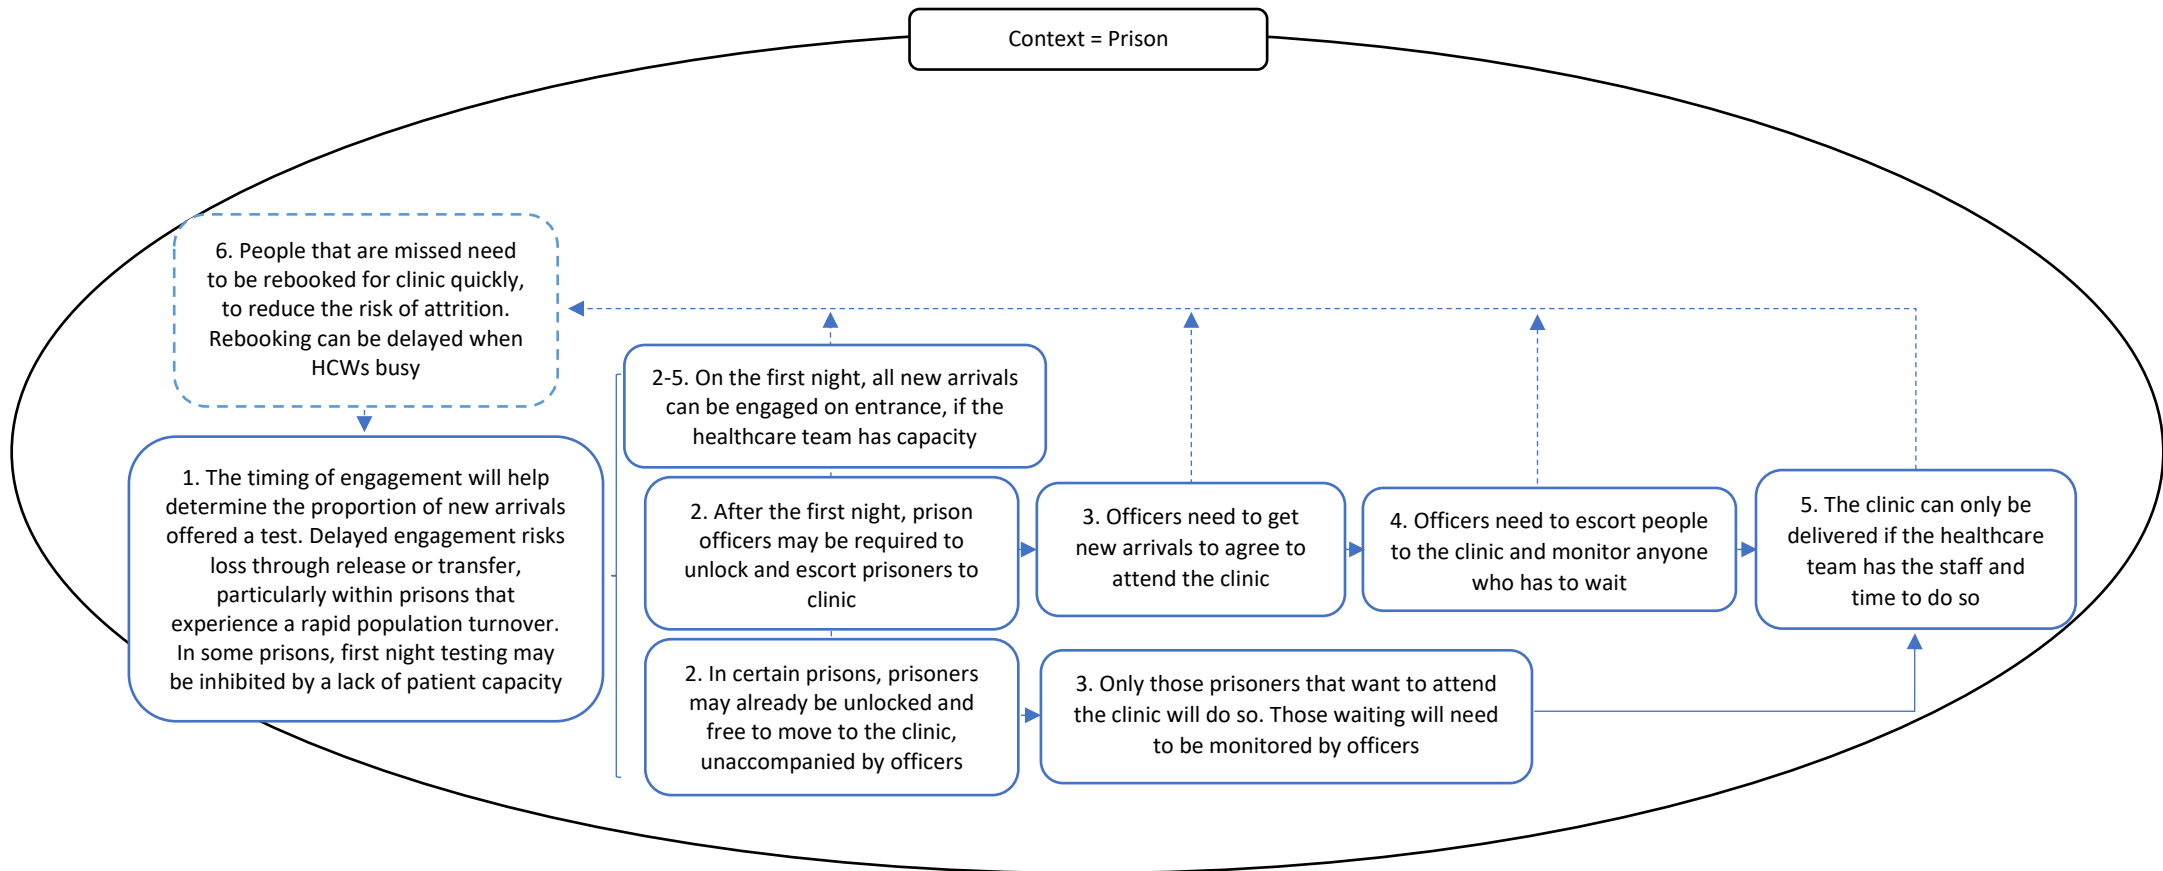 Context = Prison
6. People that are missed need
to be rebooked for clinic quickly,
to reduce the risk of attrition.
Rebooking can be delayed when
HCWs busy
1. The timing of engagement will help
determine the proportion of new arrivals
offered a test. Delayed engagement risks
loss through release or transfer,
particularly within prisons that
experience a rapid population turnover.
In some prisons, first night testing may
be inhibited by a lack of patient capacity
2-5. On the first night, all new arrivals
can be engaged on entrance, if the
healthcare team has capacity
2. After the first night, prison
officers may be required to
unlock and escort prisoners to
clinic
3. Officers need to get
new arrivals to agree to
attend the clinic
4. Officers need to escort people
to the clinic and monitor anyone
who has to wait
5. The clinic can only be
delivered if the healthcare
team has the staff and
time to do so
2. In certain prisons, prisoners
may already be unlocked and
free to move to the clinic,
unaccompanied by officers
3. Only those prisoners that want to attend
the clinic will do so. Those waiting will need
to be monitored by officers